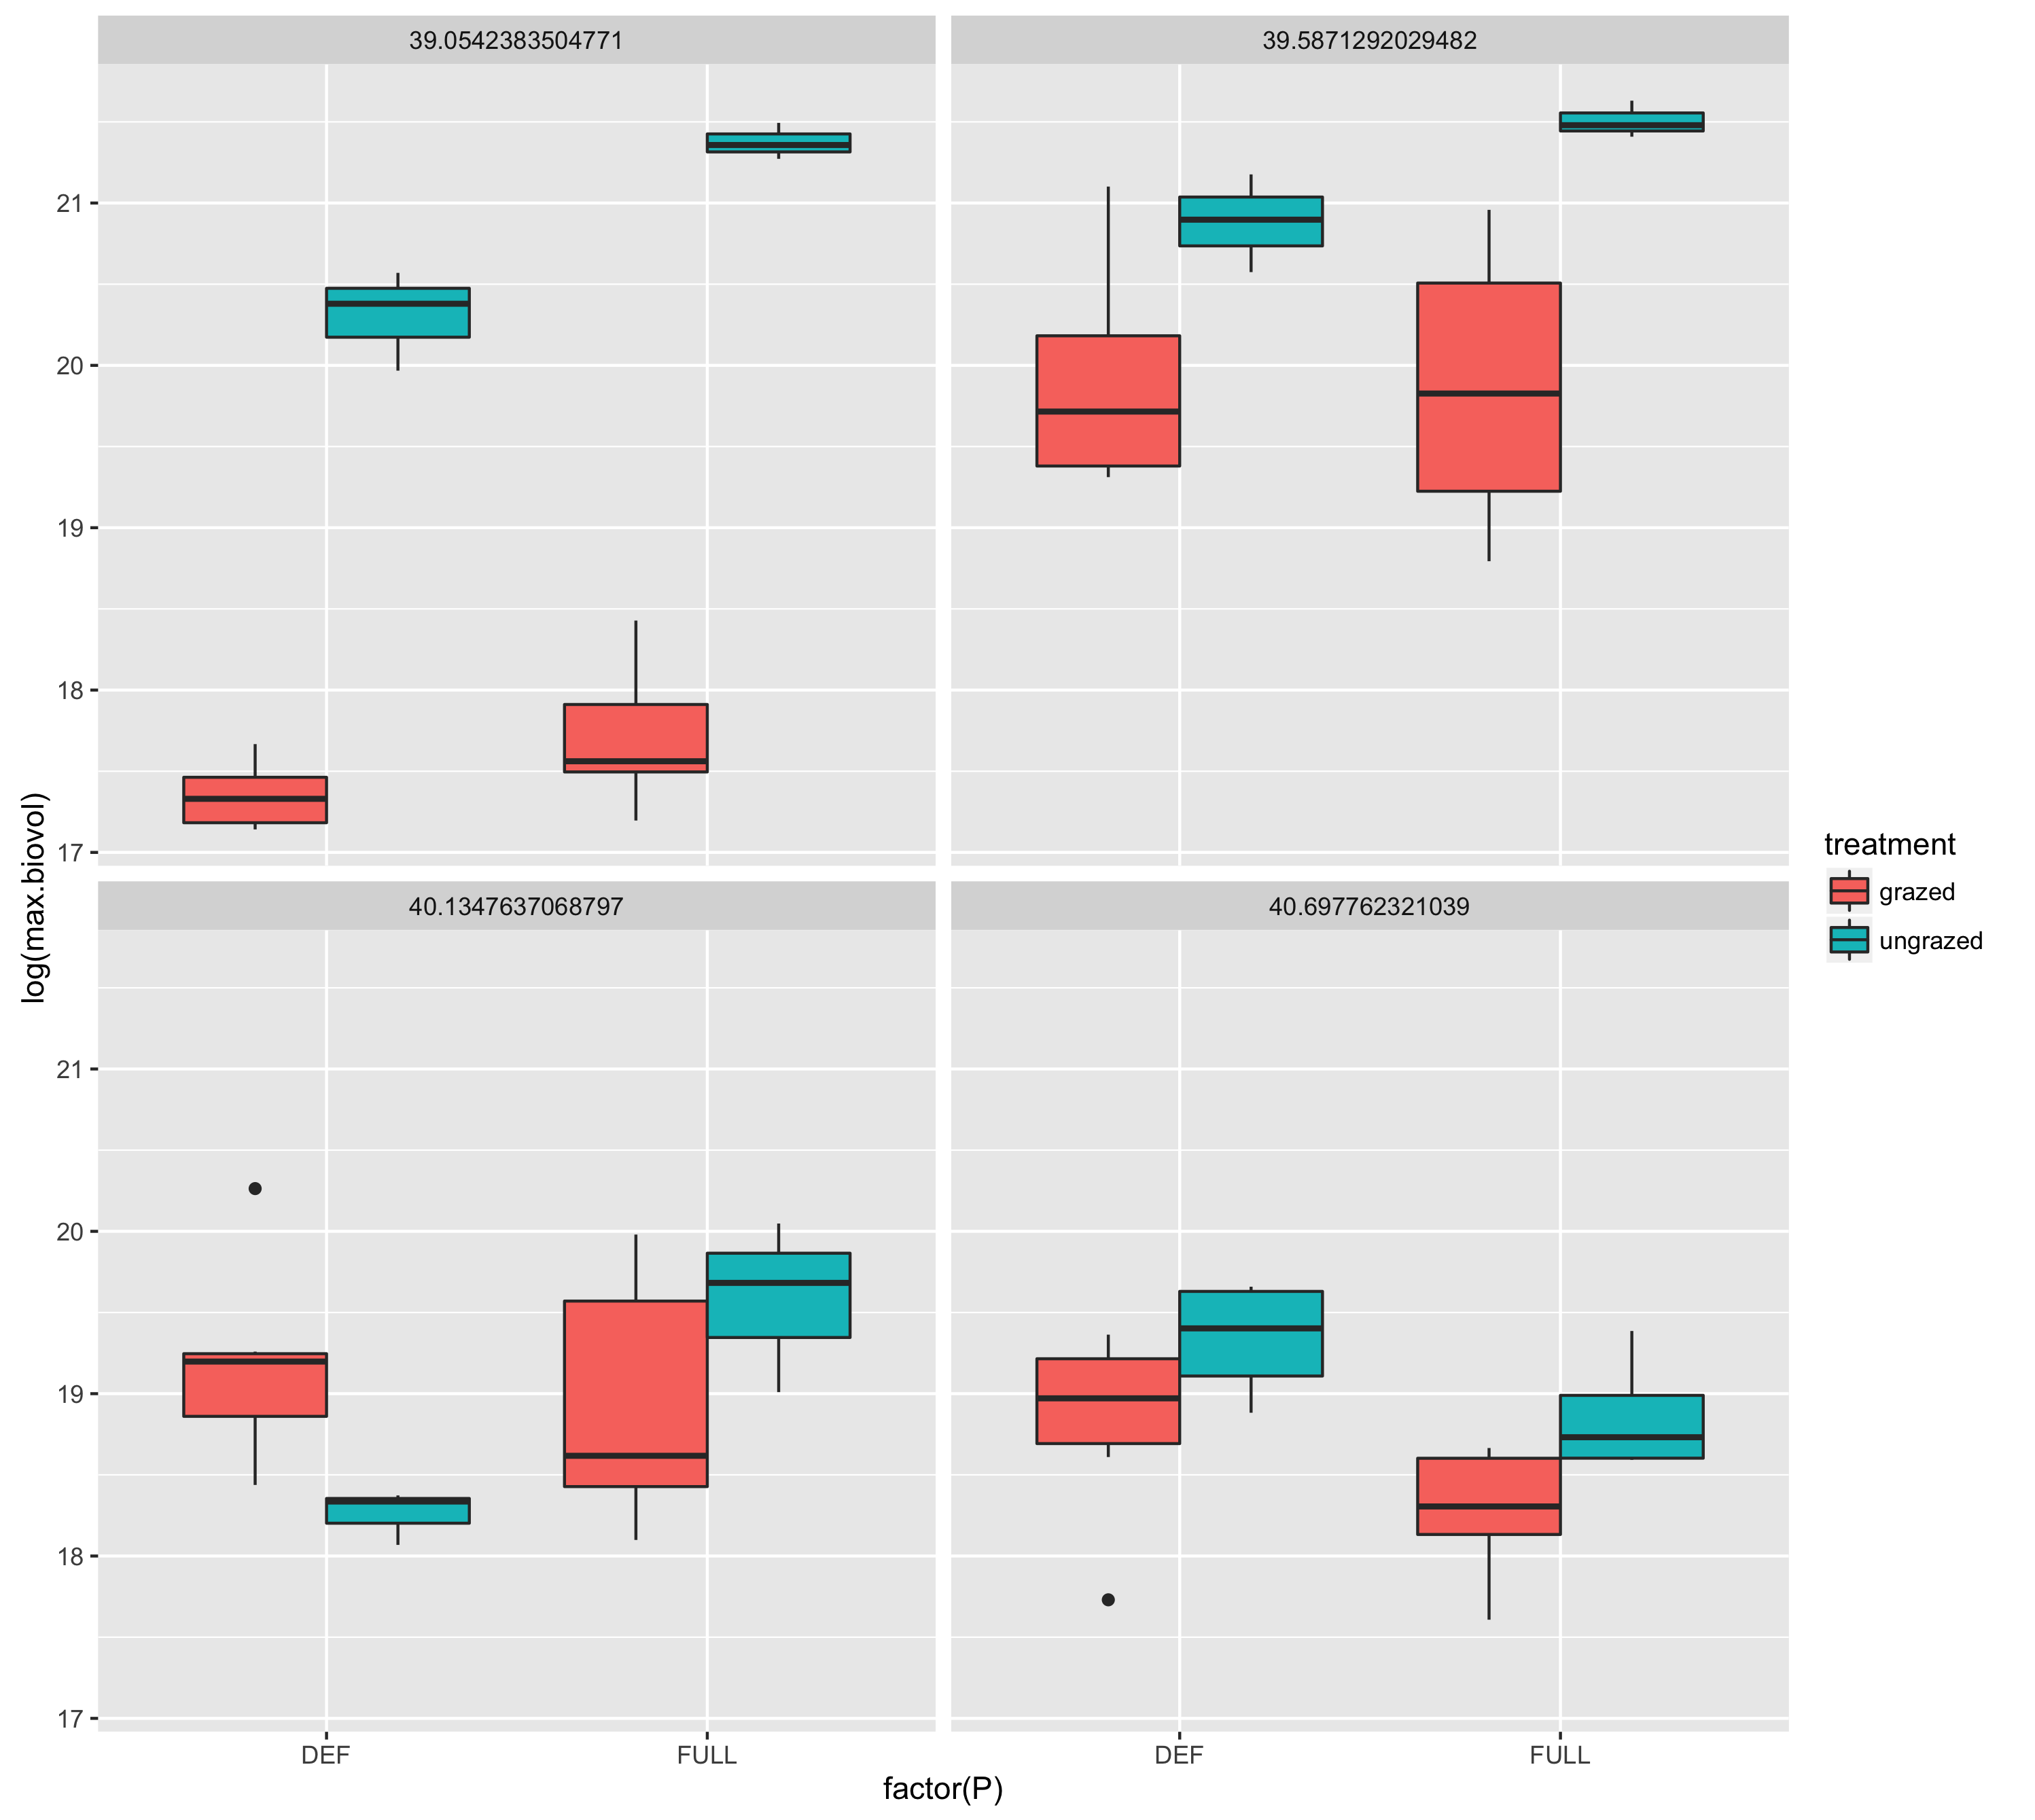 39.0542383504771
39.5871292029482
21
20
19
18
17
40.1347637068797
40.697762321039
21
20
19
18
17
DEF
FULL
DEF
FULL
factor(P)
log(max.biovol)
treatment
grazed
ungrazed